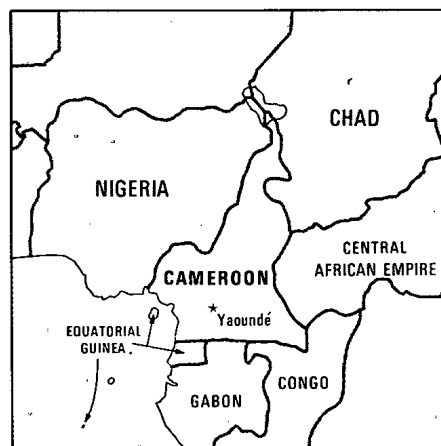 CHAD
NIGERIA
CENTRAL
AFRICAN EMPIRE
CAMEROON
Yaoundé
EQUATORIAL
GUINEA
CONGO
GABON